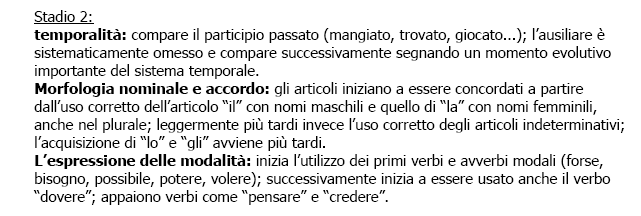 Stadio 2:
temporalità: compare il participio passato (mangiato, trovato, giocato...); l’ausiliare è
sistematicamente omesso e compare successivamente segnando un momento evolutivo
importante del sistema temporale.
Morfologia nominale e accordo: gli articoli iniziano a essere concordati a partire
dall’uso corretto dell’articolo “il” con nomi maschili e quello di “la” con nomi femminili,
anche nel plurale; leggermente più tardi invece l’uso corretto degli articoli indeterminativi;
l’acquisizione di “lo” e “gli” avviene più tardi.
L’espressione delle modalità: inizia l’utilizzo dei primi verbi e avverbi modali (forse,
bisogno, possibile, potere, volere); successivamente inizia a essere usato anche il verbo
“dovere”; appaiono verbi come “pensare” e “credere”.